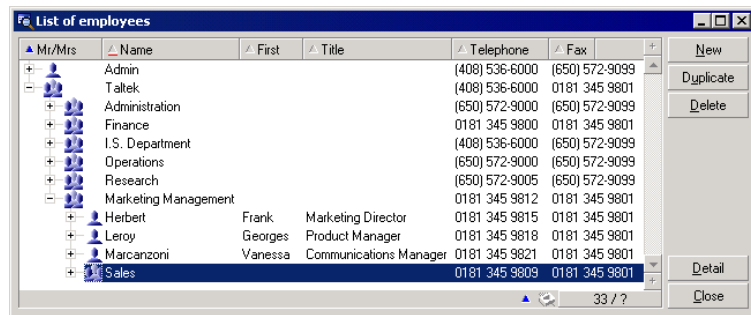 List of employees
Mr/Mrs Name First Title Telephone Fax
New
Admin (408) 536-6000 (650) 572-9099
Duplicate
Taltek (408) 536-6000 0181 345 9801
Administration (650) 572-9000 (650) 572-9099
Delete
Finance 0181 345 9800 0181 345 9801
I.S. Department (408) 536-6000 (650) 572-9099
Operations (650) 572-9000 (650) 572-9099
Research (650) 572-9005 (650) 572-9099
Marketing Management 0181 345 9812 0181 345 9801
Herbert Frank Marketing Director 0181 345 9815 0181 345 9801
Leroy Georges Product Manager 0181 345 9818 0181 345 9801
Marcanzoni Vanessa Communications Manager 0181 345 9821 0181 345 9801
Sales 0181 345 9809 0181 345 9801
Detail
33 / ?
Close